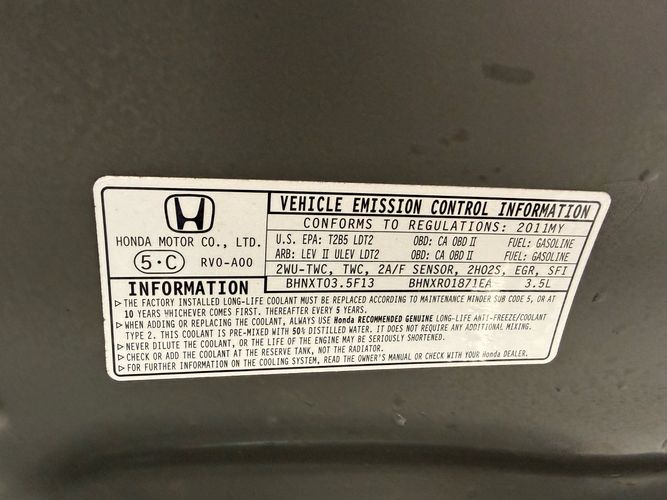 VEHICLE EMISSION CONTROL INFORMATION
CONFORMS TO REGULATIONS: 2011MY
HONDA MOTOR CO., LTD.
5・C RV0-A00
U.S. EPA: T2B5 LDT2 OBD: CA OBD II FUEL: GASOLINE
ARB: LEV II ULEV LDT2 OBD: CA OBD II FUEL: GASOLINE
2WU-TWC, TWC, 2A/F SENSOR, 2HO2S, EGR, SFI
BHNXT03.5F13 BHNXR01871EA 3.5L
INFORMATION
▷THE FACTORY INSTALLED LONG-LIFE COOLANT MUST BE REPLACED ACCORDING TO MAINTENANCE MINDER SUB CODE 5, OR AT
10 YEARS WHICHEVER COMES FIRST. THEREAFTER EVERY 5 YEARS.
▷WHEN ADDING OR REPLACING THE COOLANT, ALWAYS USE Honda RECOMMENDED GENUINE LONG-LIFE ANTI-FREEZE/COOLANT
TYPE 2. THIS COOLANT IS PRE-MIXED WITH 50% DISTILLED WATER. IT DOES NOT REQUIRE ANY ADDITIONAL MIXING.
▷NEVER DILUTE THE COOLANT, OR THE LIFE OF THE ENGINE MAY BE SERIOUSLY SHORTENED.
▷CHECK OR ADD THE COOLANT AT THE RESERVE TANK, NOT THE RADIATOR.
▷FOR FURTHER INFORMATION ON THE COOLING SYSTEM, READ THE OWNER'S MANUAL OR CHECK WITH YOUR Honda DEALER.